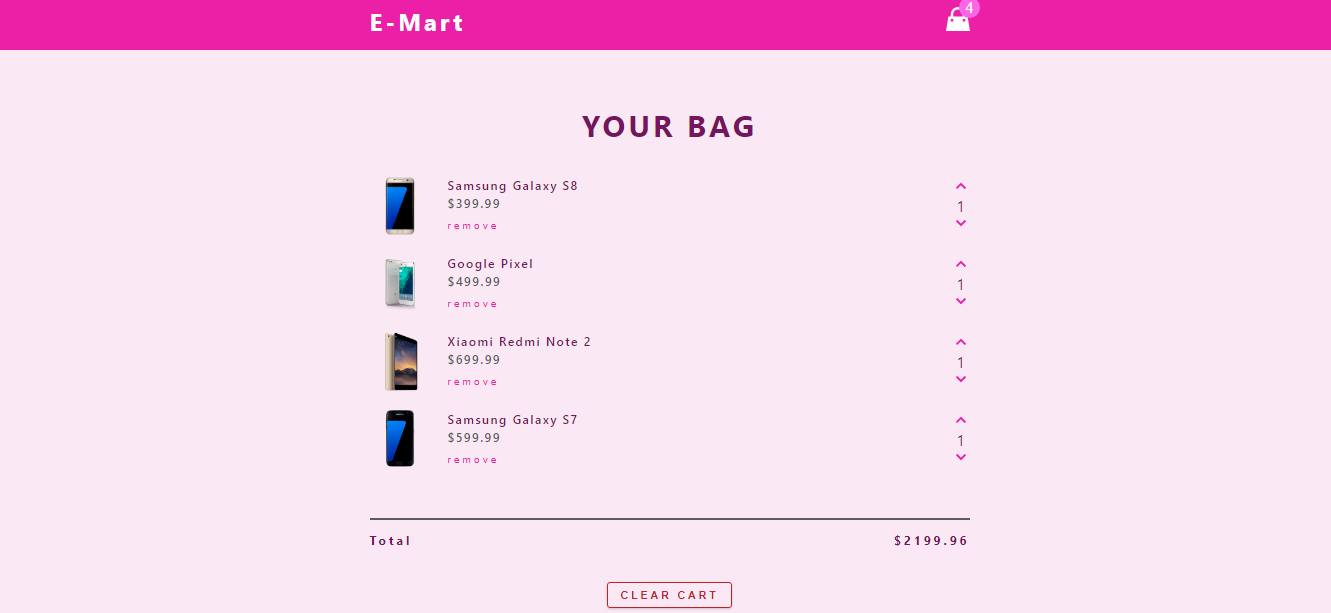 E-Mart
4
YOUR BAG
Samsung Galaxy S8
$399.99
remove
1
Google Pixel
$499.99
remove
1
Xiaomi Redmi Note 2
$699.99
remove
1
Samsung Galaxy S7
$599.99
remove
1
Total $2199.96
CLEAR CART